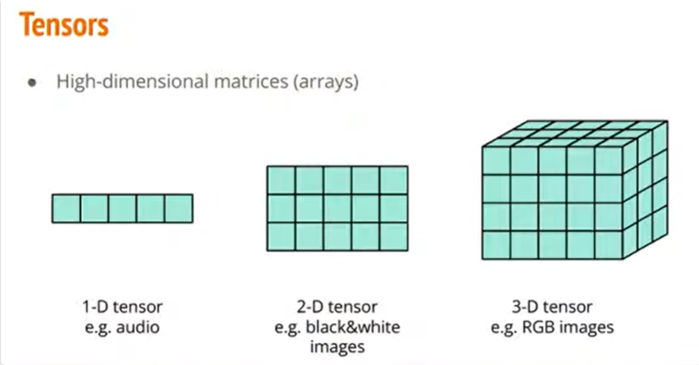 Tensors
● High-dimensional matrices (arrays)
1-D tensor
e.g. audio
2-D tensor
e.g. black&white
images
3-D tensor
e.g. RGB images